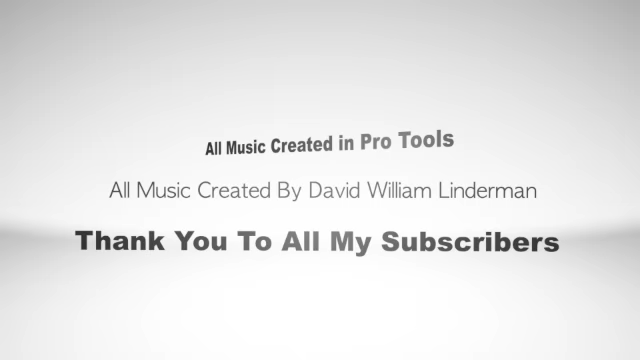 All Music Created in Pro Tools
All Music Created By David William Linderman
Thank You To All My Subscribers